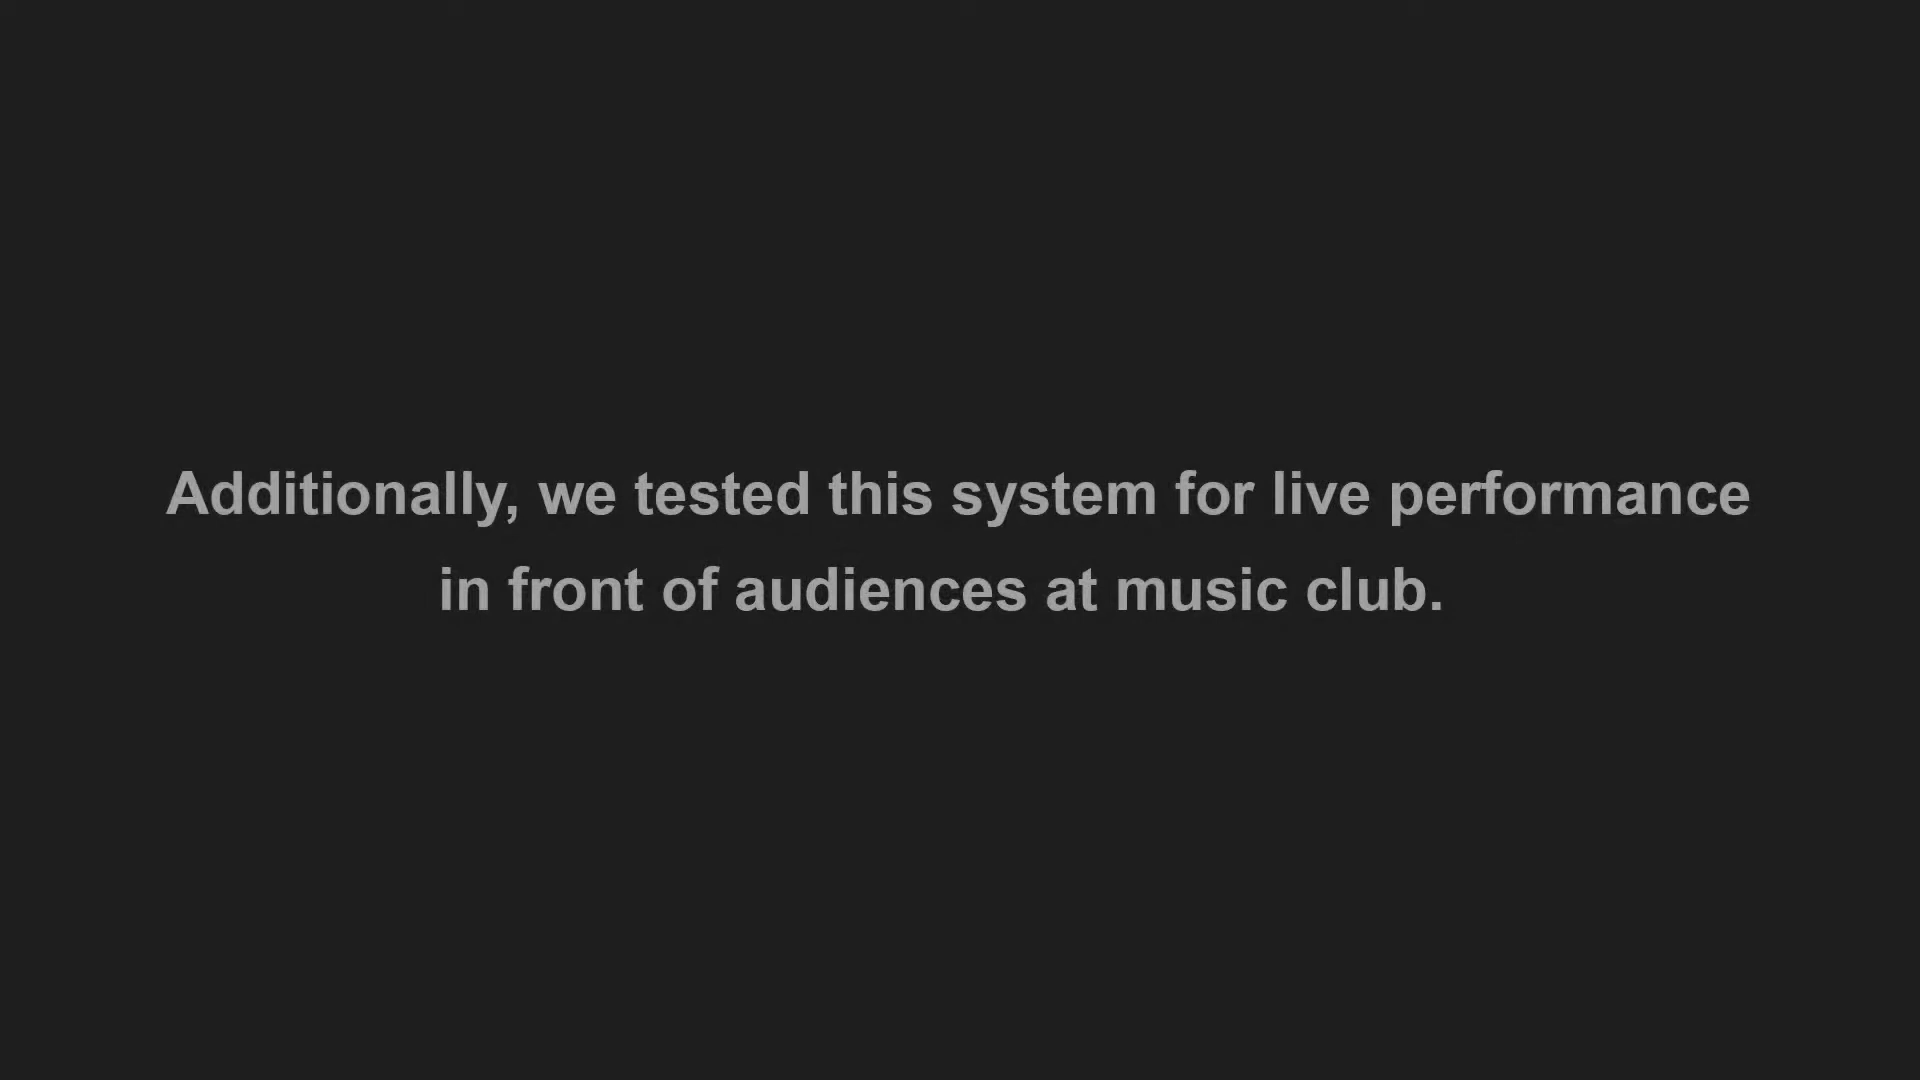 Additionally, we tested this system for live performance
in front of audiences at music club.